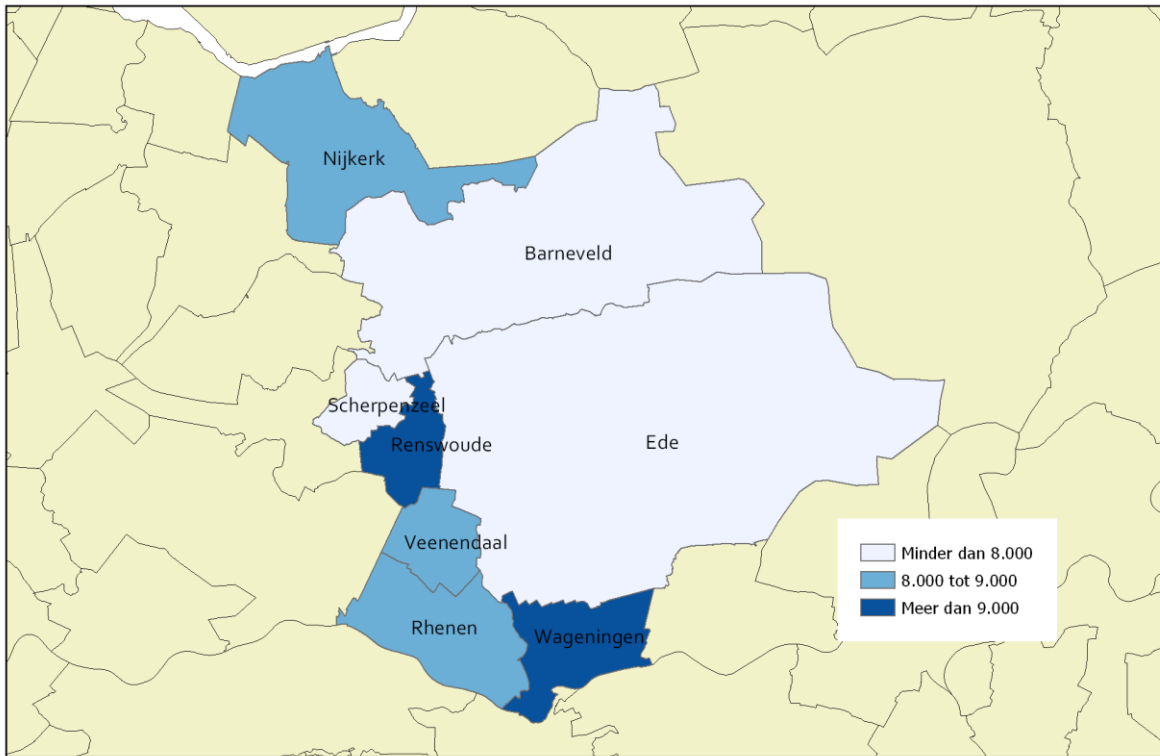 Nijkerk
Barneveld
Scherpenzeel
Renswoude
Ede
Veenendaal
Rhenen
Wageningen
Minder dan 8.000
8.000 tot 9.000
Meer dan 9.000